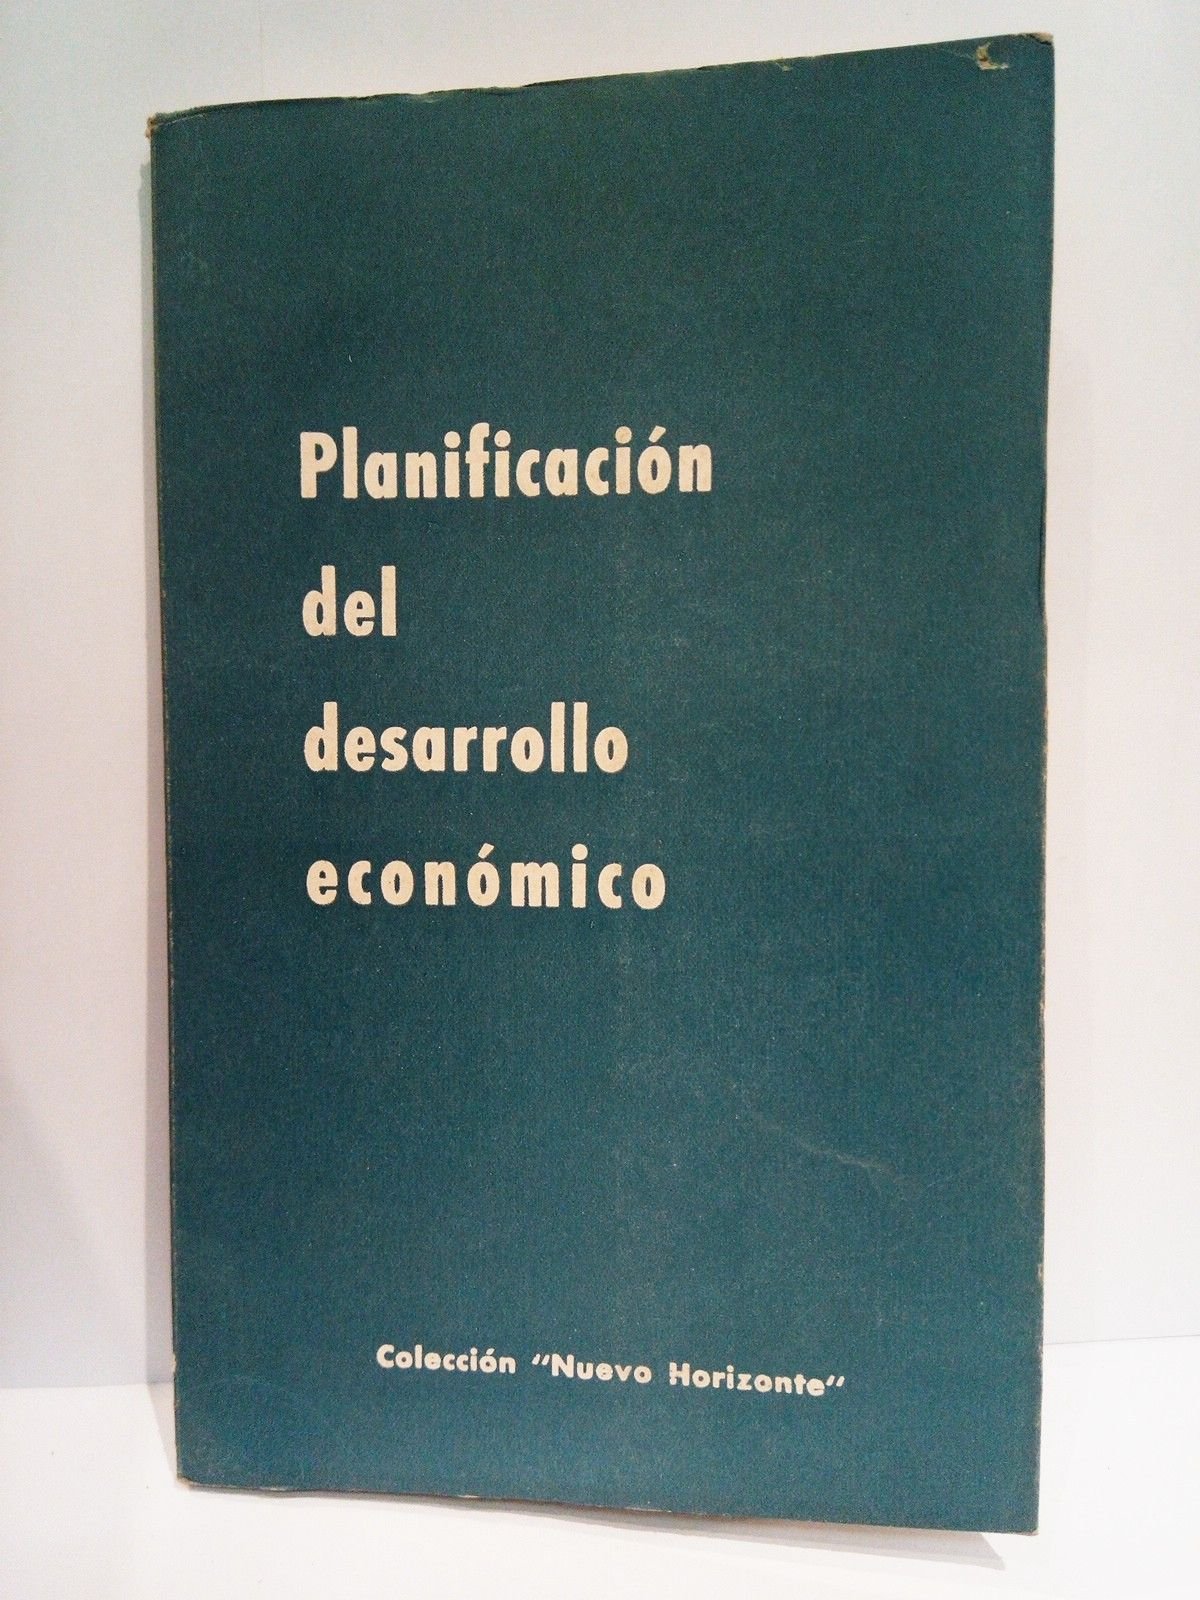 Planificación
del
desarrollo
económico
Colección "Nuevo Horizonte"